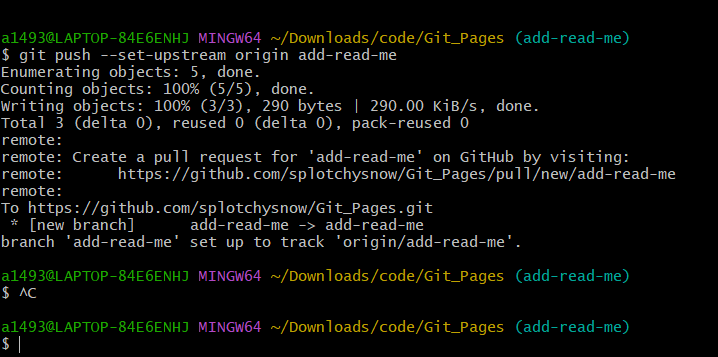 a1493@LAPTOP-84E6ENHJ MINGW64 ~/Downloads/code/Git_Pages (add-read-me)
$ git push --set-upstream origin add-read-me
Enumerating objects: 5, done.
Counting objects: 100% (5/5), done.
Writing objects: 100% (3/3), 290 bytes | 290.00 KiB/s, done.
Total 3 (delta 0), reused 0 (delta 0), pack-reused 0
remote:
remote: Create a pull request for 'add-read-me' on GitHub by visiting:
remote:      https://github.com/splotchysnow/Git_Pages/pull/new/add-read-me
remote:
To https://github.com/splotchysnow/Git_Pages.git
 * [new branch]      add-read-me -> add-read-me
branch 'add-read-me' set up to track 'origin/add-read-me'.
a1493@LAPTOP-84E6ENHJ MINGW64 ~/Downloads/code/Git_Pages (add-read-me)
$ ^C
a1493@LAPTOP-84E6ENHJ MINGW64 ~/Downloads/code/Git_Pages (add-read-me)
$